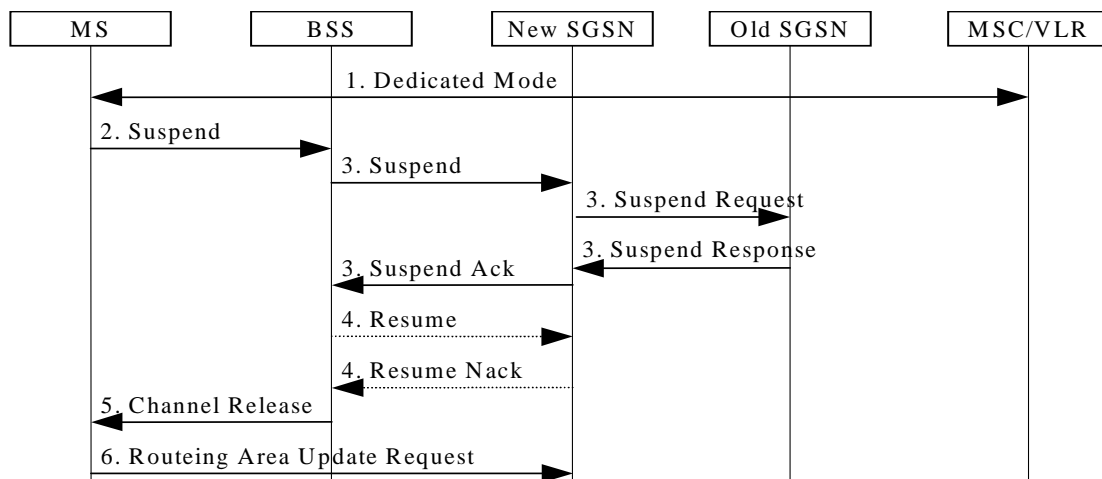 MS
BSS
New SGSN
Old SGSN
MSC/VLR
1. Dedicated Mode
2. Suspend
3. Suspend
3. Suspend Request
3. Suspend Response
3. Suspend Ack
4. Resume
4. Resume Nack
5. Channel Release
6. Routeing Area Update Request